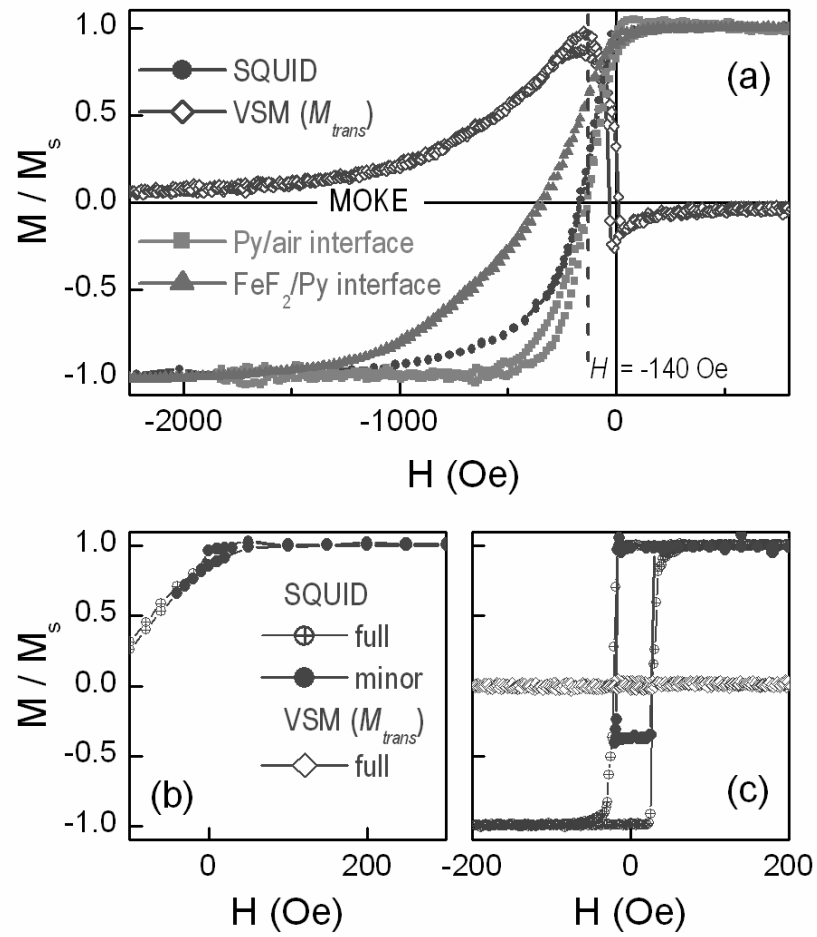 1.0
0.5
0.0
-0.5
-1.0
M / Ms
SQUID
VSM (Mtrans)
(a)
MOKE
Py/air interface
FeF2/Py interface
H = -140 Oe
-2000
-1000
0
H (Oe)
1.0
0.5
0.0
-0.5
-1.0
M / Ms
SQUID
full
minor
VSM (Mtrans)
full
(b)
0
200
H (Oe)
(c)
-200
0
200
H (Oe)